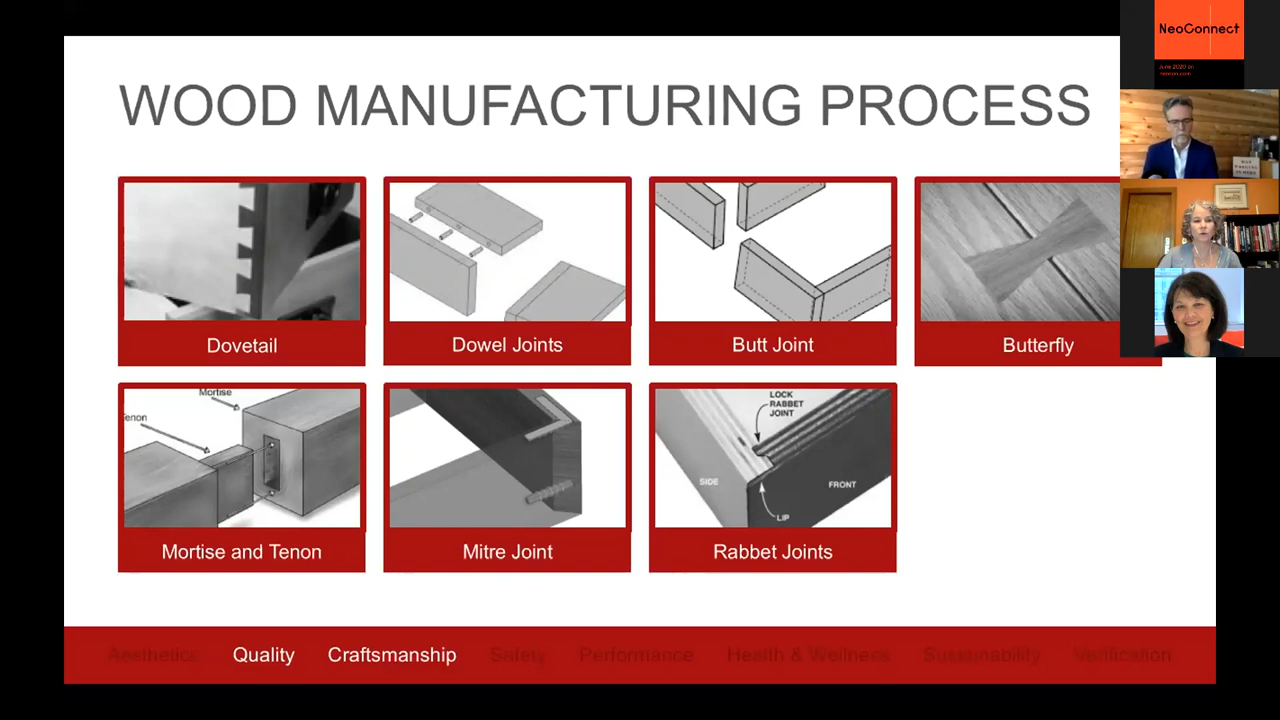 NeoConnect
WOOD MANUFACTURING PROCESS
Dovetail
Dowel Joints
Butt Joint
Butterfly
Mortise
Tenon
LOCK
RABBET
JOINT
SIDE
FRONT
LIP
Mortise and Tenon
Mitre Joint
Rabbet Joints
Aesthetics Quality Craftsmanship Safety Performance Health & Wellness Sustainability Verification